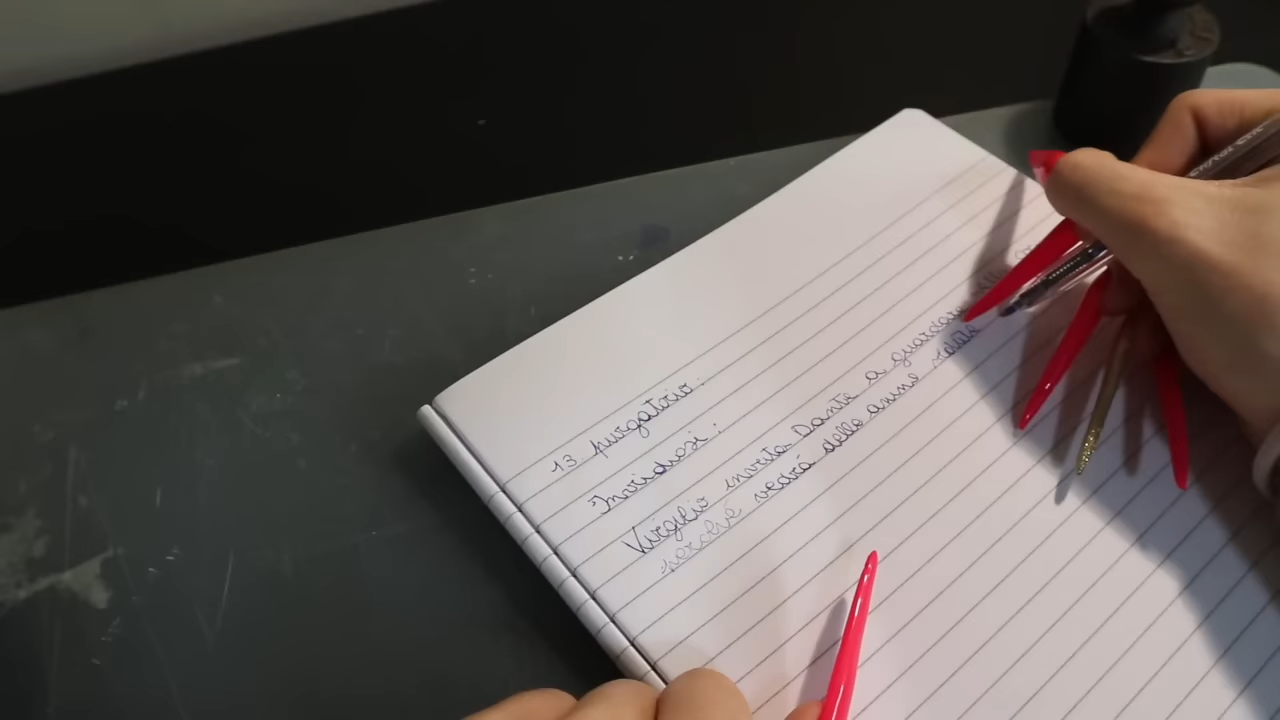 13 purgatorio:
Invidiosi:
Virgilio invita Dante a guardare
perché vedrà delle anime